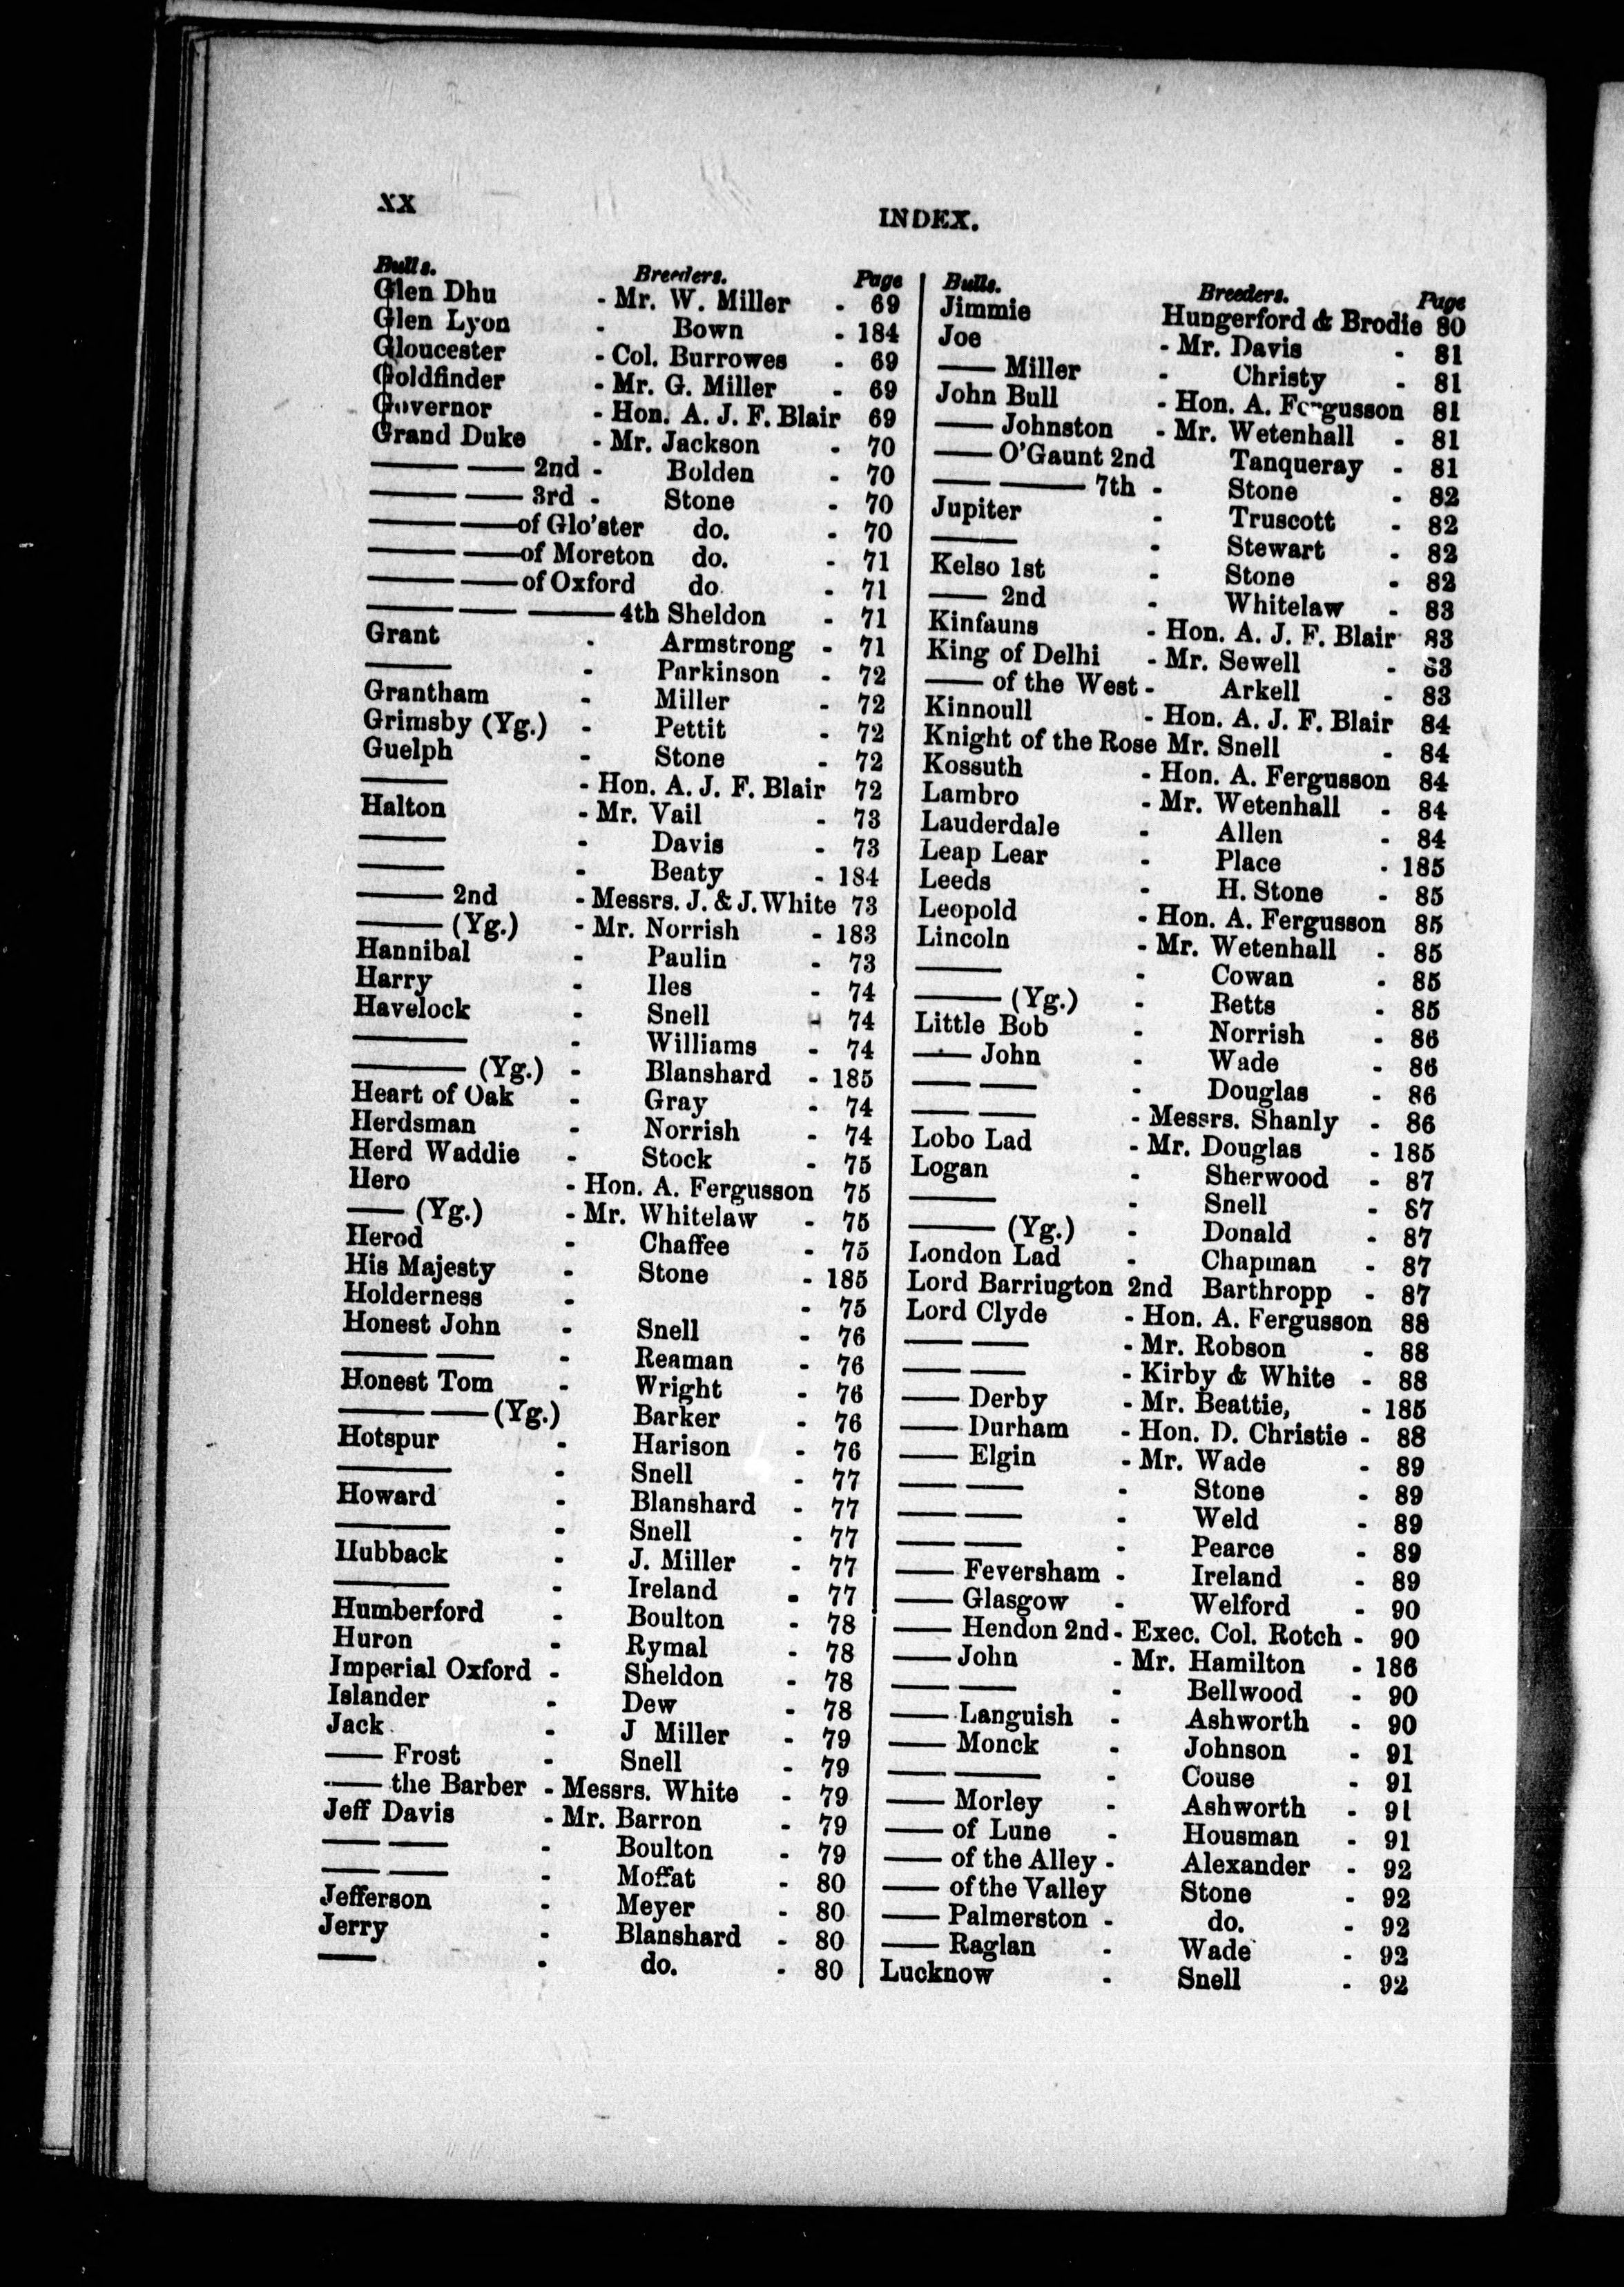 XX
INDEX.
Bulls. Breeders. Page
Glen Dhu - Mr. W. Miller - 69
Glen Lyon - Bown - 184
Gloucester - Col. Burrowes - 69
Goldfinder - Mr. G. Miller - 69
Governor - Hon. A. J. F. Blair 69
Grand Duke - Mr. Jackson - 70
—— —— 2nd - Bolden - 70
—— —— 3rd - Stone - 70
—— —— of Glo'ster do. - 70
—— —— of Moreton do. - 71
—— —— of Oxford do. - 71
—— —— —— 4th Sheldon - 71
Grant - Armstrong - 71
—— - Parkinson - 72
Grantham - Miller - 72
Grimsby (Yg.) - Pettit - 72
Guelph - Stone - 72
—— - Hon. A. J. F. Blair 72
Halton - Mr. Vail - 73
—— - Davis - 73
—— - Beaty - 184
—— 2nd - Messrs. J. & J. White 73
—— (Yg.) - Mr. Norrish - 183
Hannibal - Paulin - 73
Harry - Iles - 74
Havelock - Snell - 74
—— - Williams - 74
—— (Yg.) - Blanshard - 185
Heart of Oak - Gray - 74
Herdsman - Norrish - 74
Herd Waddie - Stock - 75
Hero - Hon. A. Fergusson 75
—— (Yg.) - Mr. Whitelaw - 75
Herod - Chaffee - 75
His Majesty - Stone - 185
Holderness - - 75
Honest John - Snell - 76
—— —— - Reaman - 76
Honest Tom - Wright - 76
—— —— (Yg.) Barker - 76
Hotspur - Harison - 76
—— - Snell - 77
Howard - Blanshard - 77
—— - Snell - 77
Hubback - J. Miller - 77
—— - Ireland - 77
Humberford - Boulton - 78
Huron - Rymal - 78
Imperial Oxford - Sheldon - 78
Islander - Dew - 78
Jack - J Miller - 79
—— Frost - Snell - 79
—— the Barber - Messrs. White - 79
Jeff Davis - Mr. Barron - 79
—— —— - Boulton - 79
—— —— - Moffat - 80
Jefferson - Meyer - 80
Jerry - Blanshard - 80
—— - do. - 80
Bulls. Breeders. Page
Jimmie Hungerford & Brodie 80
Joe - Mr. Davis - 81
—— Miller - Christy - 81
John Bull - Hon. A. Fergusson 81
—— Johnston - Mr. Wetenhall - 81
—— O'Gaunt 2nd Tanqueray - 81
—— —— 7th - Stone - 82
Jupiter - Truscott - 82
—— - Stewart - 82
Kelso 1st - Stone - 82
—— 2nd - Whitelaw - 83
Kinfauns - Hon. A. J. F. Blair 83
King of Delhi - Mr. Sewell - 83
—— of the West - Arkell - 83
Kinnoull - Hon. A. J. F. Blair 84
Knight of the Rose Mr. Snell - 84
Kossuth - Hon. A. Fergusson 84
Lambro - Mr. Wetenhall - 84
Lauderdale - Allen - 84
Leap Lear - Place - 185
Leeds - H. Stone - 85
Leopold - Hon. A. Fergusson 85
Lincoln - Mr. Wetenhall - 85
—— - Cowan - 85
—— (Yg.) - Betts - 85
Little Bob - Norrish - 86
—— John - Wade - 86
—— —— - Douglas - 86
—— —— - Messrs. Shanly - 86
Lobo Lad - Mr. Douglas - 185
Logan - Sherwood - 87
—— - Snell - 87
—— (Yg.) - Donald - 87
London Lad - Chapman - 87
Lord Barrington 2nd Barthropp - 87
Lord Clyde - Hon. A. Fergusson 88
—— —— - Mr. Robson - 88
—— —— - Kirby & White - 88
—— Derby - Mr. Beattie, - 185
—— Durham - Hon. D. Christie - 88
—— Elgin - Mr. Wade - 89
—— —— - Stone - 89
—— —— - Weld - 89
—— —— - Pearce - 89
—— Feversham - Ireland - 89
—— Glasgow - Welford - 90
—— Hendon 2nd - Exec. Col. Rotch - 90
—— John - Mr. Hamilton - 186
—— —— - Bellwood - 90
—— Languish - Ashworth - 90
—— Monck - Johnson - 91
—— —— - Couse - 91
—— Morley - Ashworth - 91
—— of Lune - Housman - 91
—— of the Alley - Alexander - 92
—— of the Valley Stone - 92
—— Palmerston - do. - 92
—— Raglan - Wade - 92
Lucknow - Snell - 92